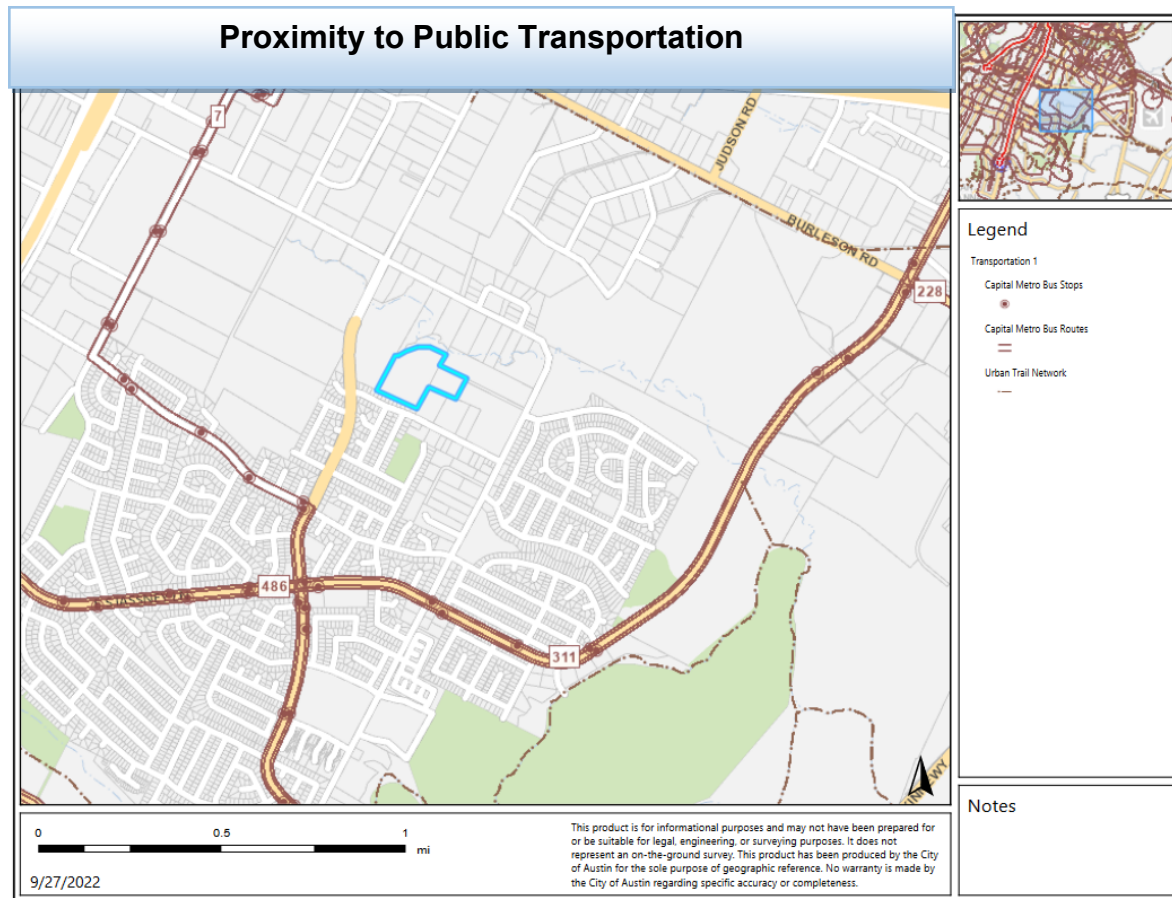 Proximity to Public Transportation
7
JUDSON RD
BURLESON RD
228
486
311
Legend
Transportation 1
Capital Metro Bus Stops
Capital Metro Bus Routes
Urban Trail Network
Notes
0 0.5 1
mi
9/27/2022
This product is for informational purposes and may not have been prepared for
or be suitable for legal, engineering, or surveying purposes. It does not
represent an on-the-ground survey. This product has been produced by the City
of Austin for the sole purpose of geographic reference. No warranty is made by
the City of Austin regarding specific accuracy or completeness.